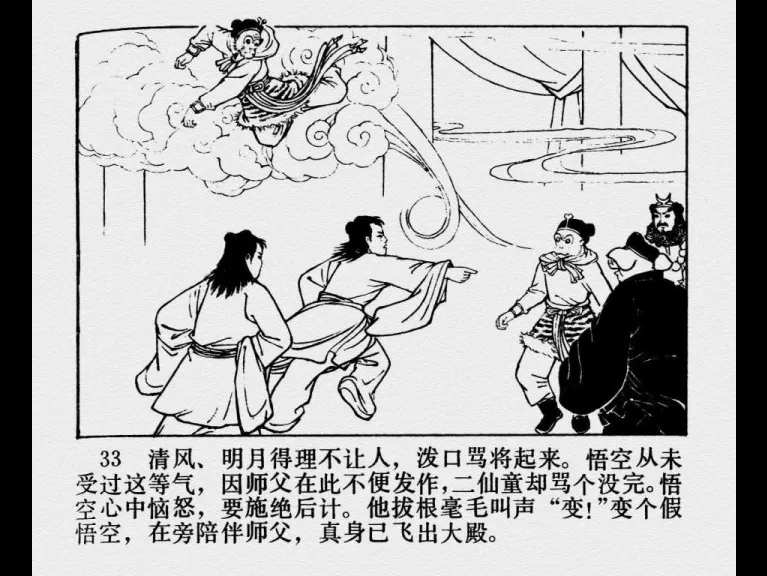 33 清风、明月得理不让人，泼口骂将起来。悟空从未
受过这等气，因师父在此不便发作，二仙童却骂个没完。悟
空心中恼怒，要施绝后计。他拔根毫毛叫声“变！”变个假
悟空，在旁陪伴师父，真身已飞出大殿。